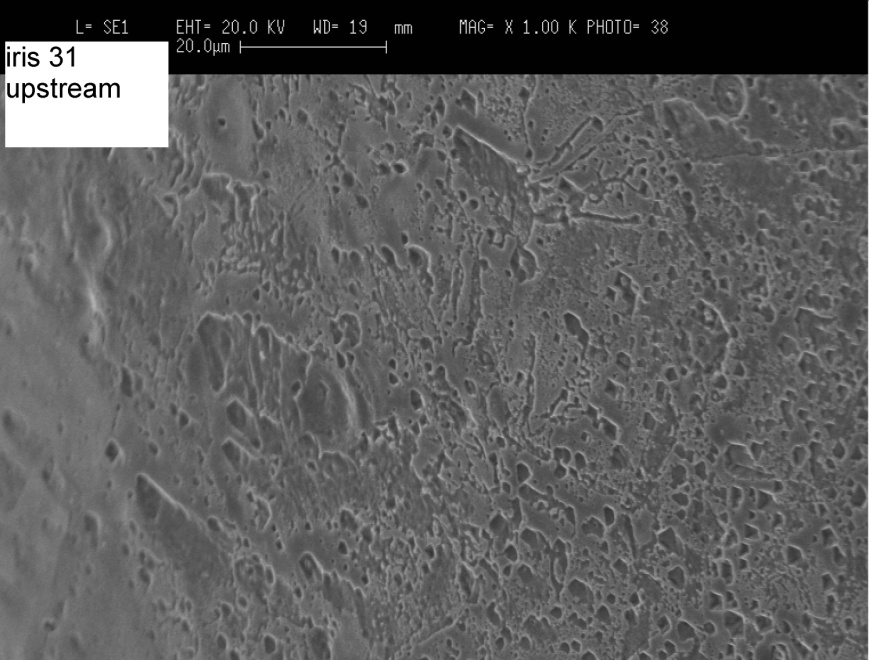 L= SE1 EHT= 20.0 KV WD= 19 mm MAG= X 1.00 K PHOTO= 38
20.0µm
iris 31
upstream